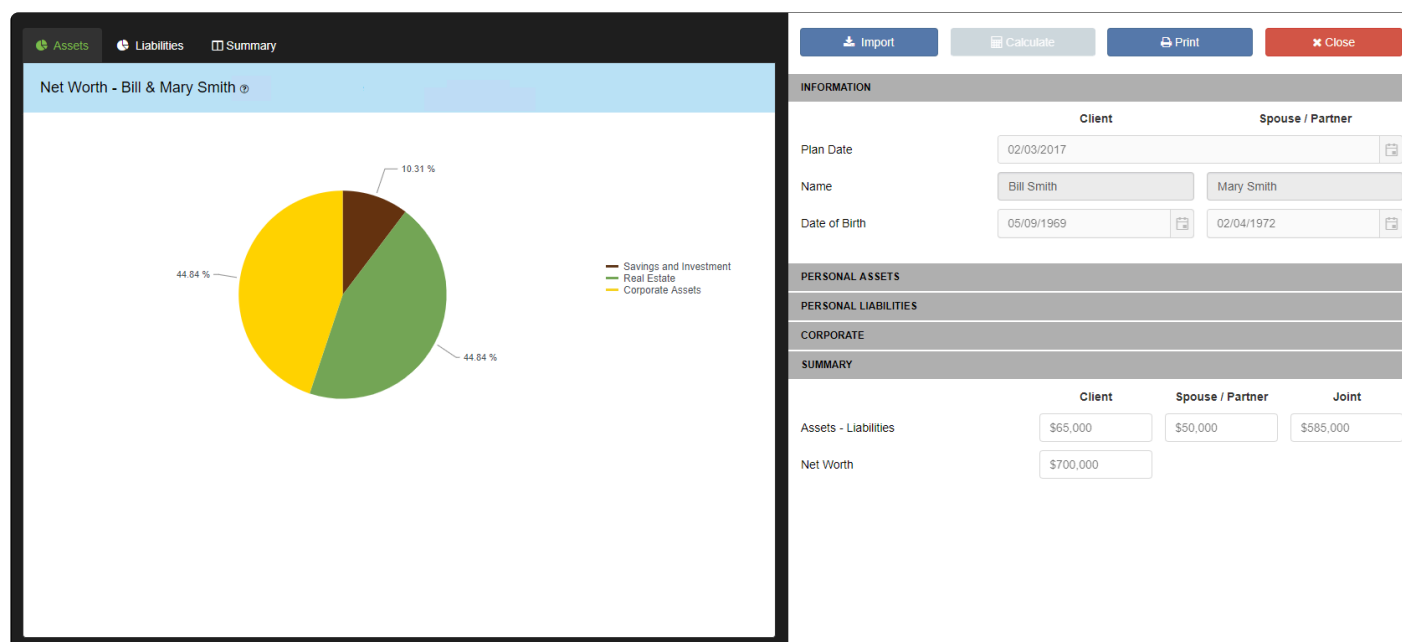 Assets Liabilities Summary
Net Worth - Bill & Mary Smith
10.31 %
44.84 %
44.84 %
Savings and Investment
Real Estate
Corporate Assets
Import Calculate Print Close
INFORMATION
Client Spouse / Partner
Plan Date 02/03/2017
Name Bill Smith Mary Smith
Date of Birth 05/09/1969 02/04/1972
PERSONAL ASSETS
PERSONAL LIABILITIES
CORPORATE
SUMMARY
Client Spouse / Partner Joint
Assets - Liabilities $65,000 $50,000 $585,000
Net Worth $700,000